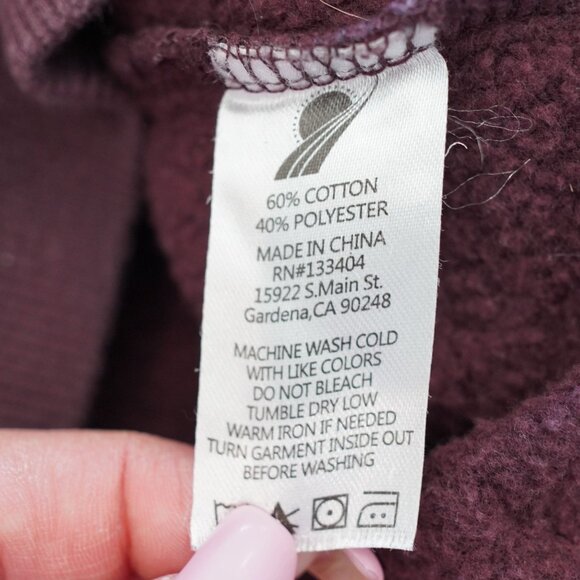 60% COTTON
40% POLYESTER
MADE IN CHINA
RN#133404
15922 S.Main St.
Gardena,CA 90248
MACHINE WASH COLD
WITH LIKE COLORS
DO NOT BLEACH
TUMBLE DRY LOW
WARM IRON IF NEEDED
TURN GARMENT INSIDE OUT
BEFORE WASHING